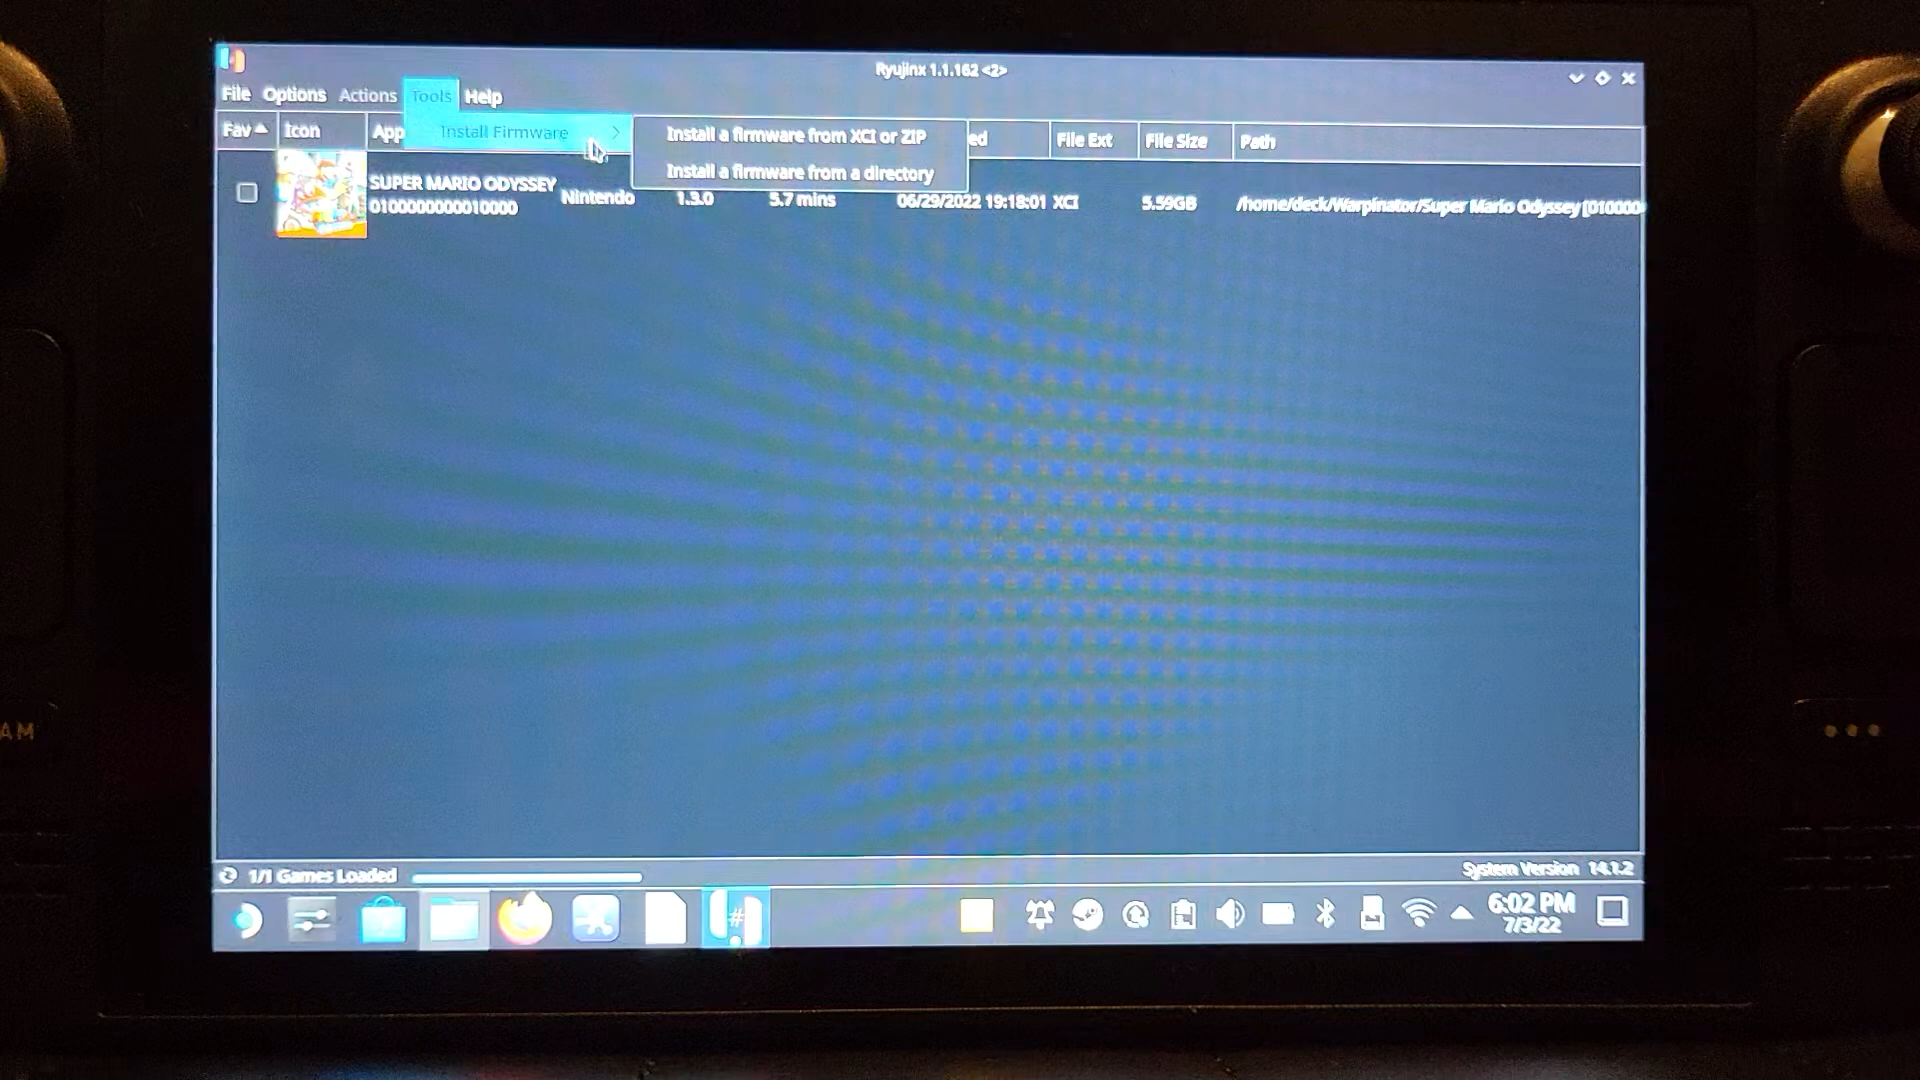 Ryujinx 1.1.162 <2>
File Options Actions Tools Help
Install Firmware
Install a firmware from XCI or ZIP
Install a firmware from a directory
Fav Icon App ed File Ext File Size Path
SUPER MARIO ODYSSEY
0100000000010000
Nintendo 1.3.0 5.7 mins 06/29/2022 19:18:01 XCI 5.59GB /home/deck/Warpinator/Super Mario Odyssey [010000
1/1 Games Loaded
System Version 14.1.2
6:02 PM
7/3/22
AM